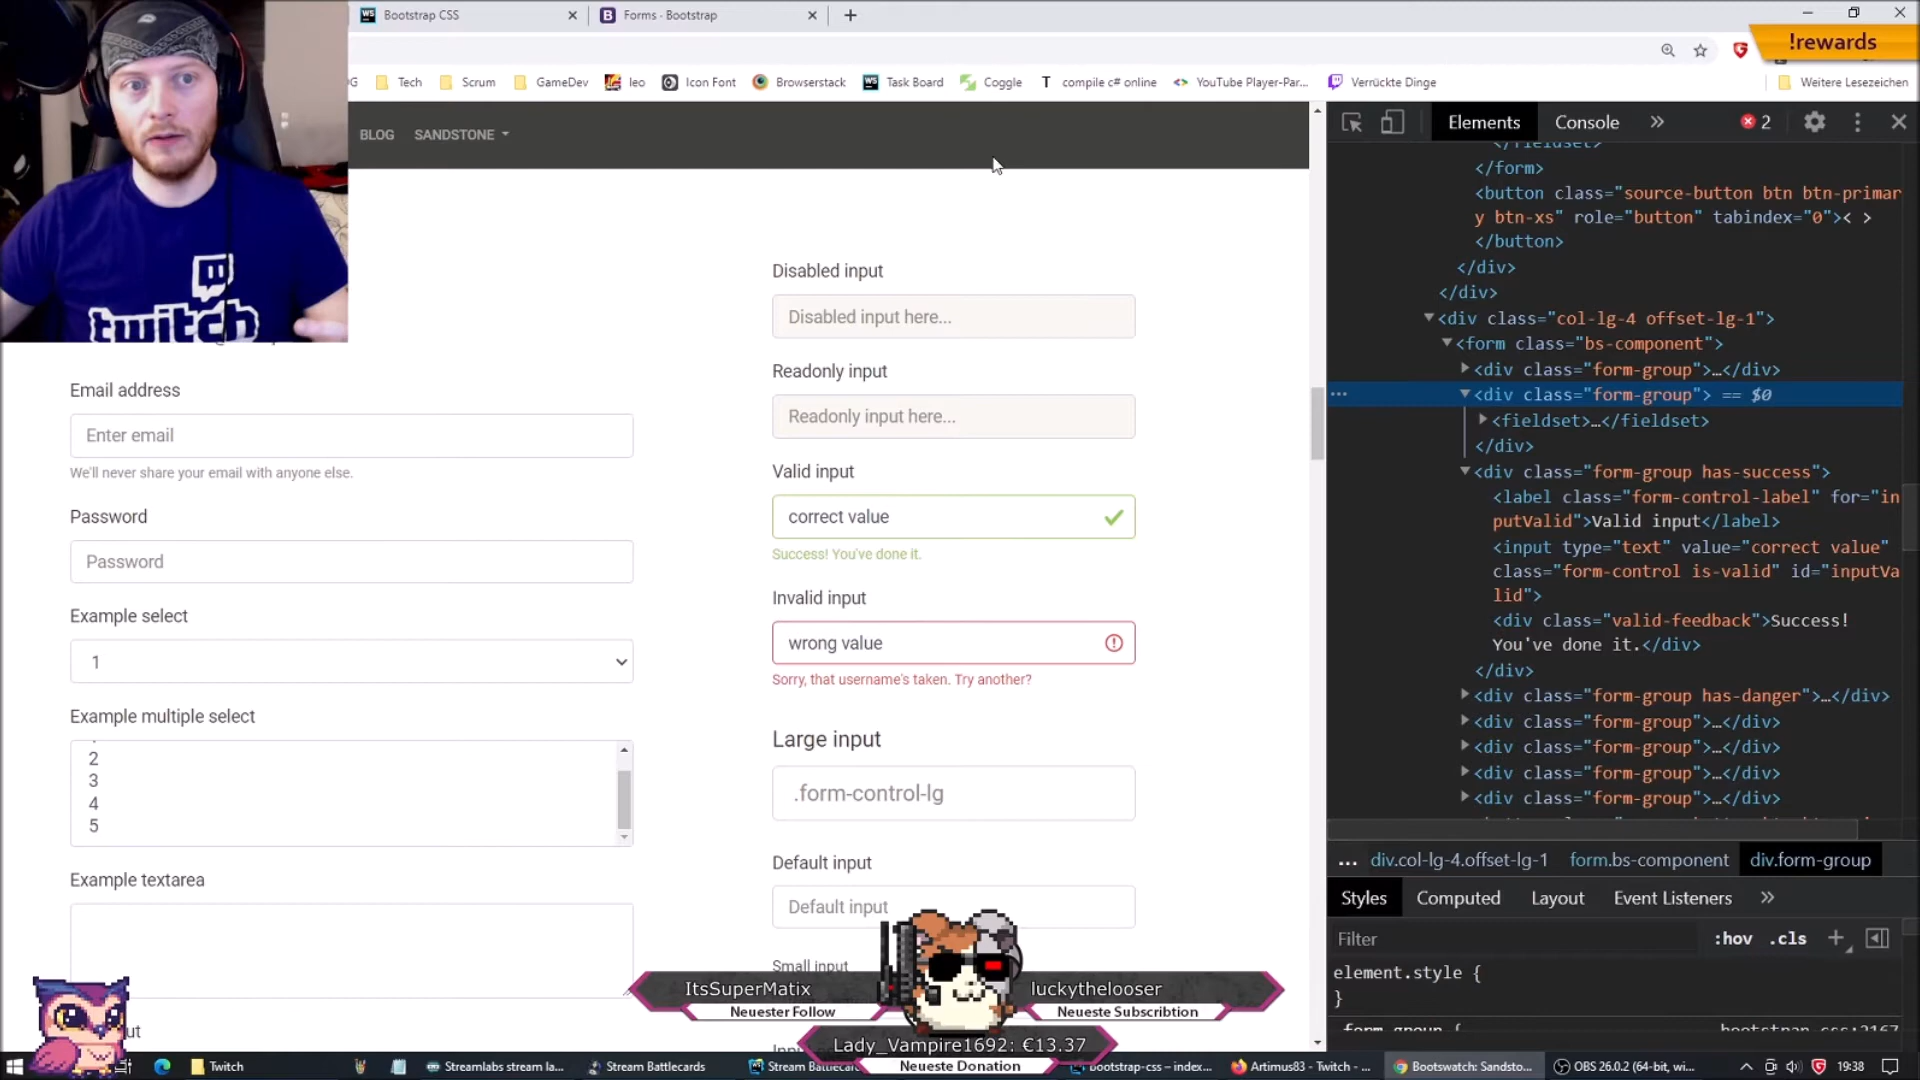 Bootstrap CSS
Forms - Bootstrap
!rewards
G
Tech
Scrum
GameDev
leo
Icon Font
Browserstack
Task Board
Coggle
compile c# online
YouTube Player-Par...
Verrückte Dinge
Weitere Lesezeichen
BLOG
SANDSTONE
twitch
Email address
Enter email
We'll never share your email with anyone else.
Password
Password
Example select
1
Example multiple select
2
3
4
5
Example textarea
Disabled input
Disabled input here...
Readonly input
Readonly input here...
Valid input
correct value
Success! You've done it.
Invalid input
wrong value
Sorry, that username's taken. Try another?
Large input
.form-control-lg
Default input
Default input
Small input
Elements
Console
2
</fieldset>
</form>
<button class="source-button btn btn-primar
y btn-xs" role="button" tabindex="0">< >
</button>
</div>
</div>
<div class="col-lg-4 offset-lg-1">
<form class="bs-component">
<div class="form-group">…</div>
<div class="form-group"> == $0
<fieldset>…</fieldset>
</div>
<div class="form-group has-success">
<label class="form-control-label" for="in
putValid">Valid input</label>
<input type="text" value="correct value"
class="form-control is-valid" id="inputVa
lid">
<div class="valid-feedback">Success!
You've done it.</div>
</div>
<div class="form-group has-danger">…</div>
<div class="form-group">…</div>
<div class="form-group">…</div>
<div class="form-group">…</div>
<div class="form-group">…</div>
... div.col-lg-4.offset-lg-1 form.bs-component div.form-group
Styles Computed Layout Event Listeners
Filter
:hov .cls
element.style {
}
.form-group {
bootstrap.css:2167
ItsSuperMatix
Neuester Follow
luckythelooser
Neueste Subscribtion
Lady_Vampire1692: €13.37
Neueste Donation
Twitch
Streamlabs stream la...
Stream Battlecards
Stream Battlecar
Bootstrap-css – index...
Artimus83 - Twitch - ...
Bootswatch: Sandsto...
OBS 26.0.2 (64-bit, wi...
19:38